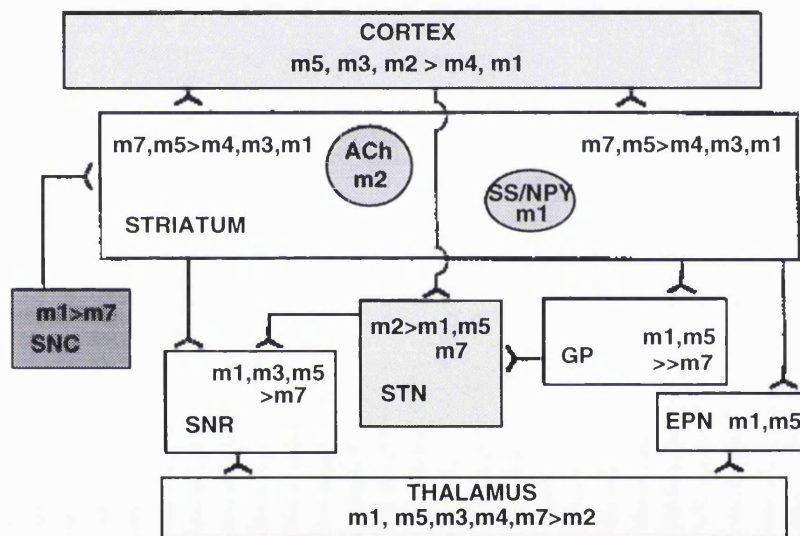 CORTEX
m5, m3, m2 > m4, m1
m7,m5>m4,m3,m1
ACh
m2
m7,m5>m4,m3,m1
SS/NPY
m1
STRIATUM
m1>m7
SNC
m1,m3,m5
>m7
SNR
m2>m1,m5
m7
STN
m1,m5
>>m7
GP
EPN m1,m5
THALAMUS
m1, m5,m3,m4,m7>m2